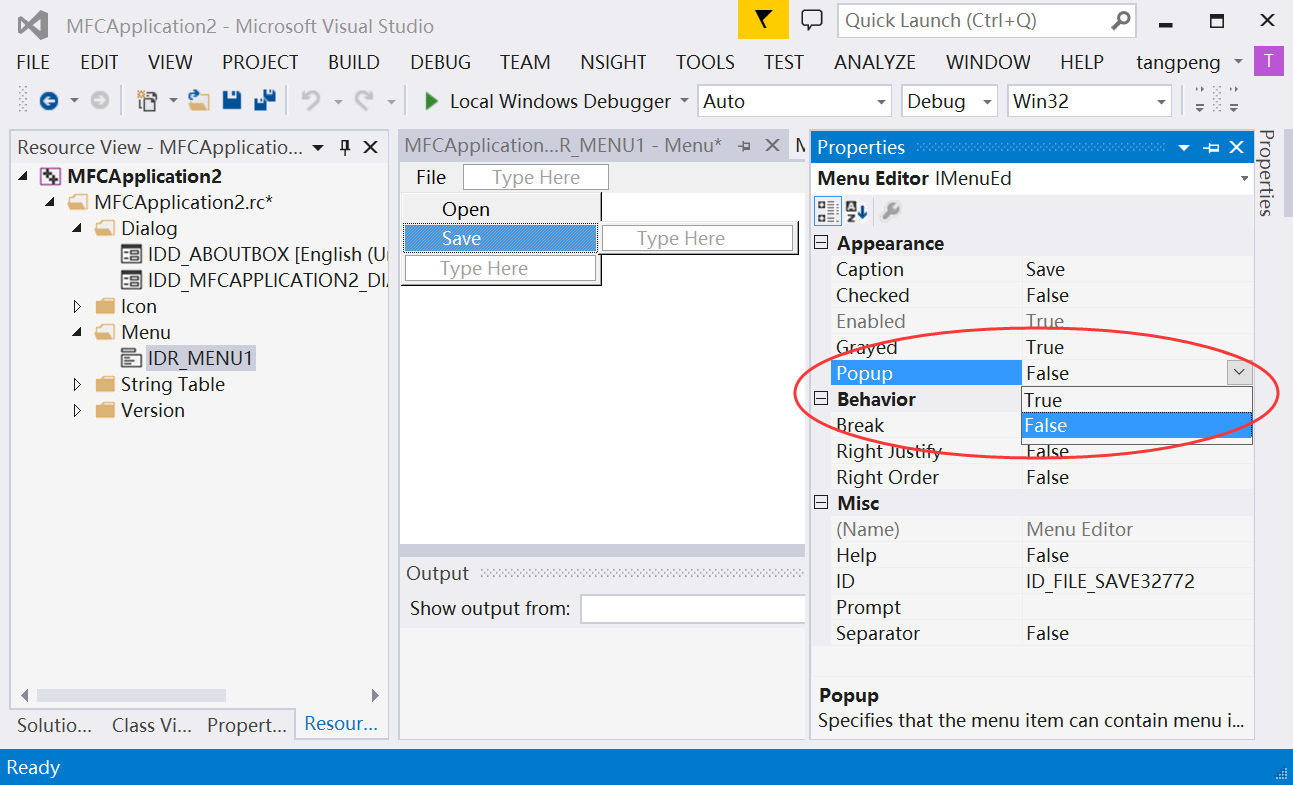 MFCApplication2 - Microsoft Visual Studio
Quick Launch (Ctrl+Q)
FILE EDIT VIEW PROJECT BUILD DEBUG TEAM NSIGHT TOOLS TEST ANALYZE WINDOW HELP tangpeng T
Local Windows Debugger Auto Debug Win32
Resource View - MFCApplicatio...
MFCApplication2
MFCApplication2.rc*
Dialog
IDD_ABOUTBOX [English (U
IDD_MFCAPPLICATION2_DI
Icon
Menu
IDR_MENU1
String Table
Version
Solutio... Class Vi... Propert... Resour...
MFCApplication...R_MENU1 - Menu*
File Type Here
Open
Save Type Here
Type Here
Output
Show output from:
Properties
Menu Editor IMenuEd
Appearance
Caption Save
Checked False
Enabled True
Grayed True
Popup False
True
Behavior
False
Break
Right Justify False
Right Order False
Misc
(Name) Menu Editor
Help False
ID ID_FILE_SAVE32772
Prompt
Separator False
Popup
Specifies that the menu item can contain menu i...
Properties
Ready